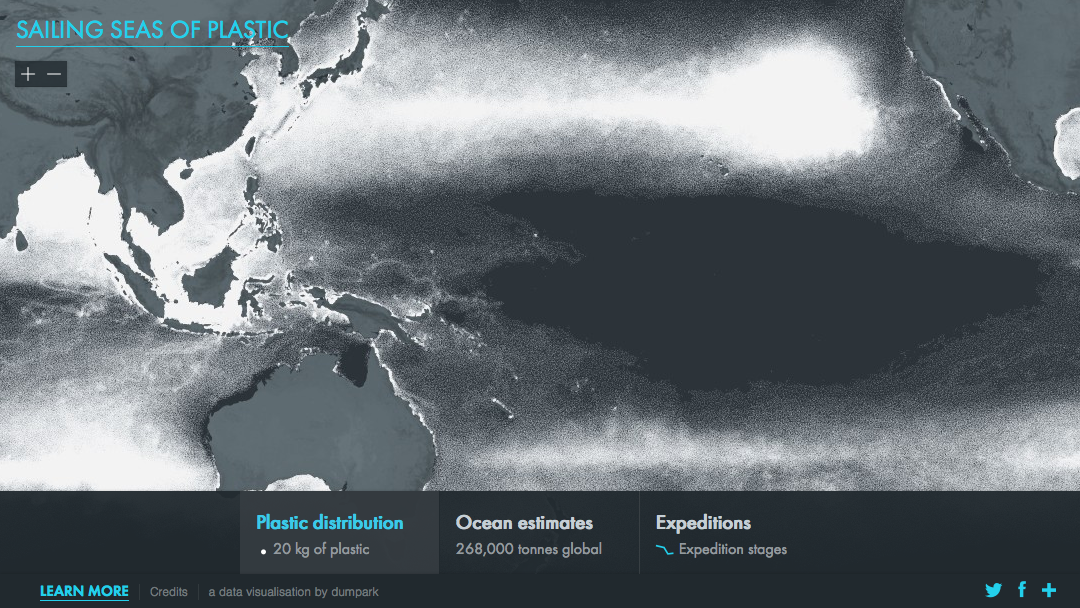 SAILING SEAS OF PLASTIC
+ −
Plastic distribution
20 kg of plastic
Ocean estimates
268,000 tonnes global
Expeditions
Expedition stages
LEARN MORE
Credits
a data visualisation by dumpark